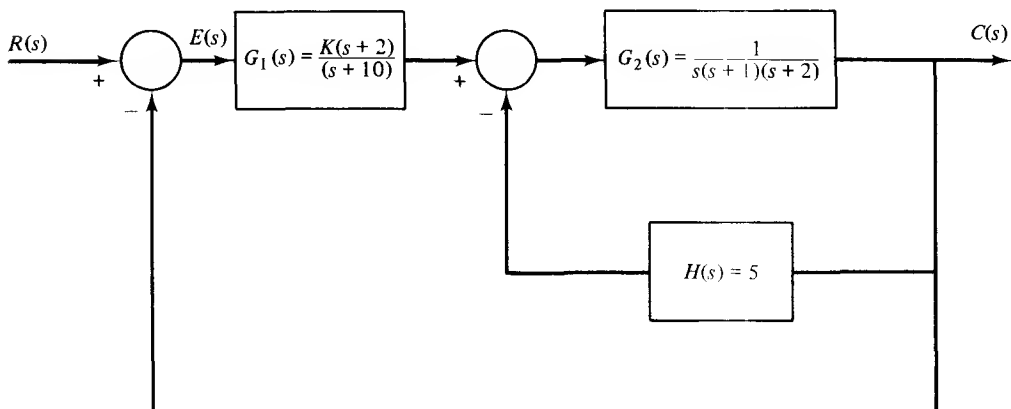 R(s)
+
−
E(s)
G₁(s) = K(s + 2) / (s + 10)
+
−
G₂(s) = 1 / s(s + 1)(s + 2)
C(s)
H(s) = 5